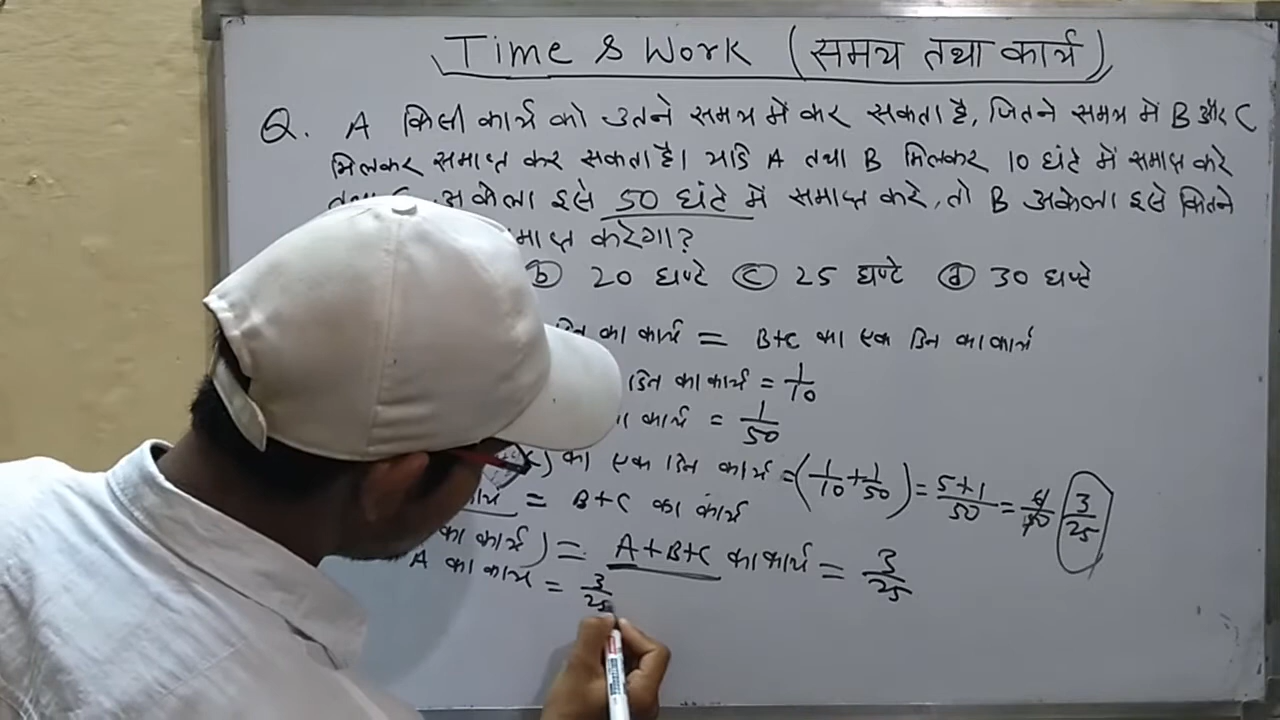 Time & Work (समय तथा कार्य)
Q. A किसी कार्य को उतने समय में कर सकता है, जितने समय में B और C
मिलकर समाप्त कर सकता है। यदि A तथा B मिलकर 10 घंटे में समाप्त करे
अकेला इसे 50 घंटे में समाप्त करे, तो B अकेला इसे कितने
करेगा?
(b) 20 घण्टे (c) 25 घण्टे (d) 30 घण्टे
का कार्य = B+C का एक दिन का कार्य
दिन का कार्य = 1/10
कार्य = 1/50
का एक दिन कार्य = (1/10 + 1/50) = 5+1/50 = 6/50 3/25
= B+C का कार्य
का कार्य) = A+B+C का कार्य = 3/25
A का कार्य = 3/25